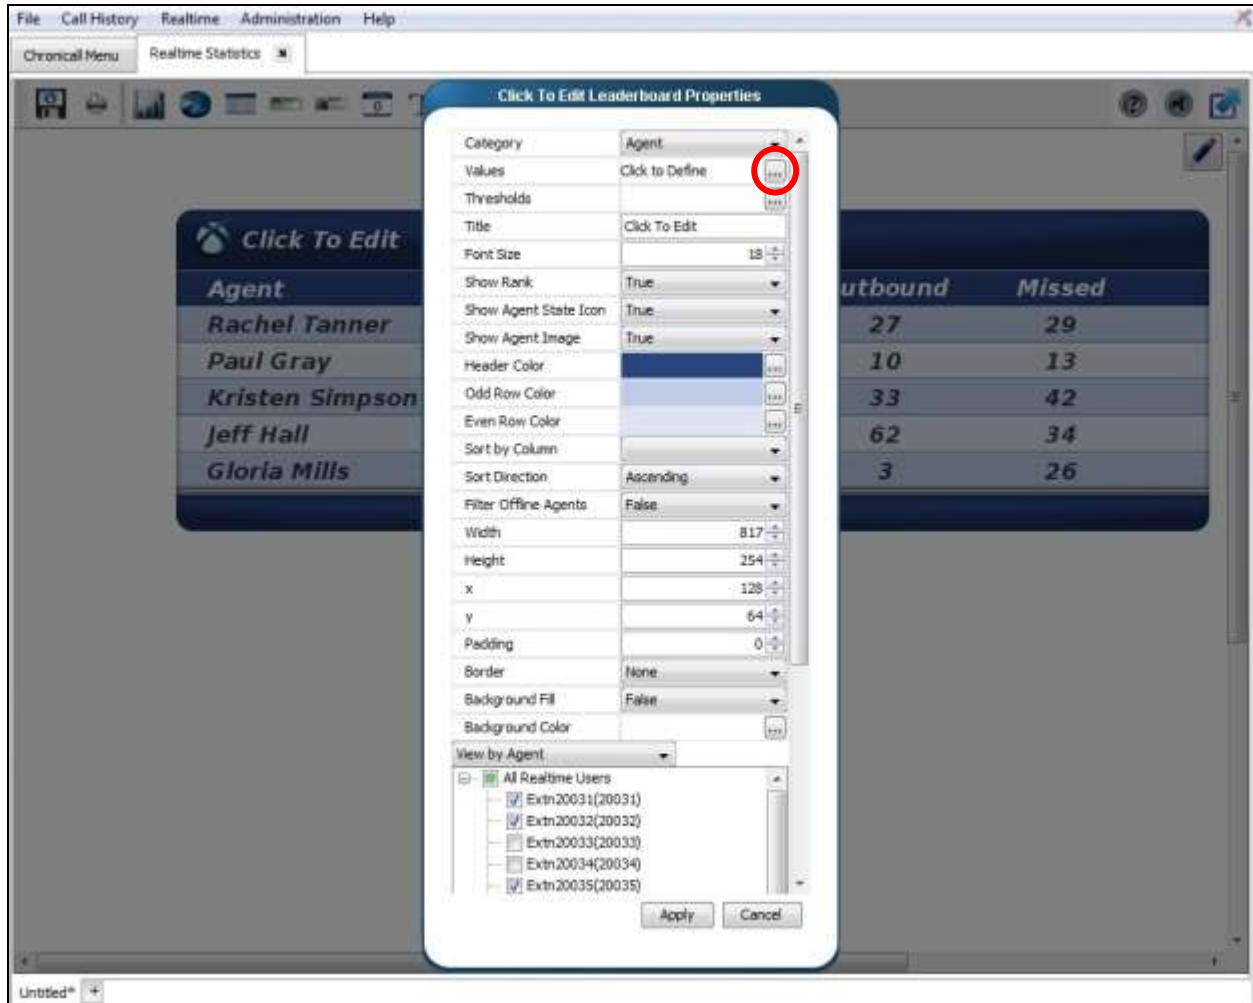 File Call History Realtime Administration Help
Chronicall Menu Realtime Statistics
Click To Edit Leaderboard Properties
Category Agent
Values Click to Define ...
Thresholds ...
Title Click To Edit
Font Size 18
Show Rank True
Show Agent State Icon True
Show Agent Image True
Header Color ...
Odd Row Color ...
Even Row Color ...
Sort by Column
Sort Direction Ascending
Filter Offline Agents False
Width 817
Height 254
x 128
y 64
Padding 0
Border None
Background Fill False
Background Color ...
View by Agent
All Realtime Users
Extn20031(20031)
Extn20032(20032)
Extn20033(20033)
Extn20034(20034)
Extn20035(20035)
Apply Cancel
Click To Edit
Agent utbound Missed
Rachel Tanner 27 29
Paul Gray 10 13
Kristen Simpson 33 42
Jeff Hall 62 34
Gloria Mills 3 26
Untitled* +